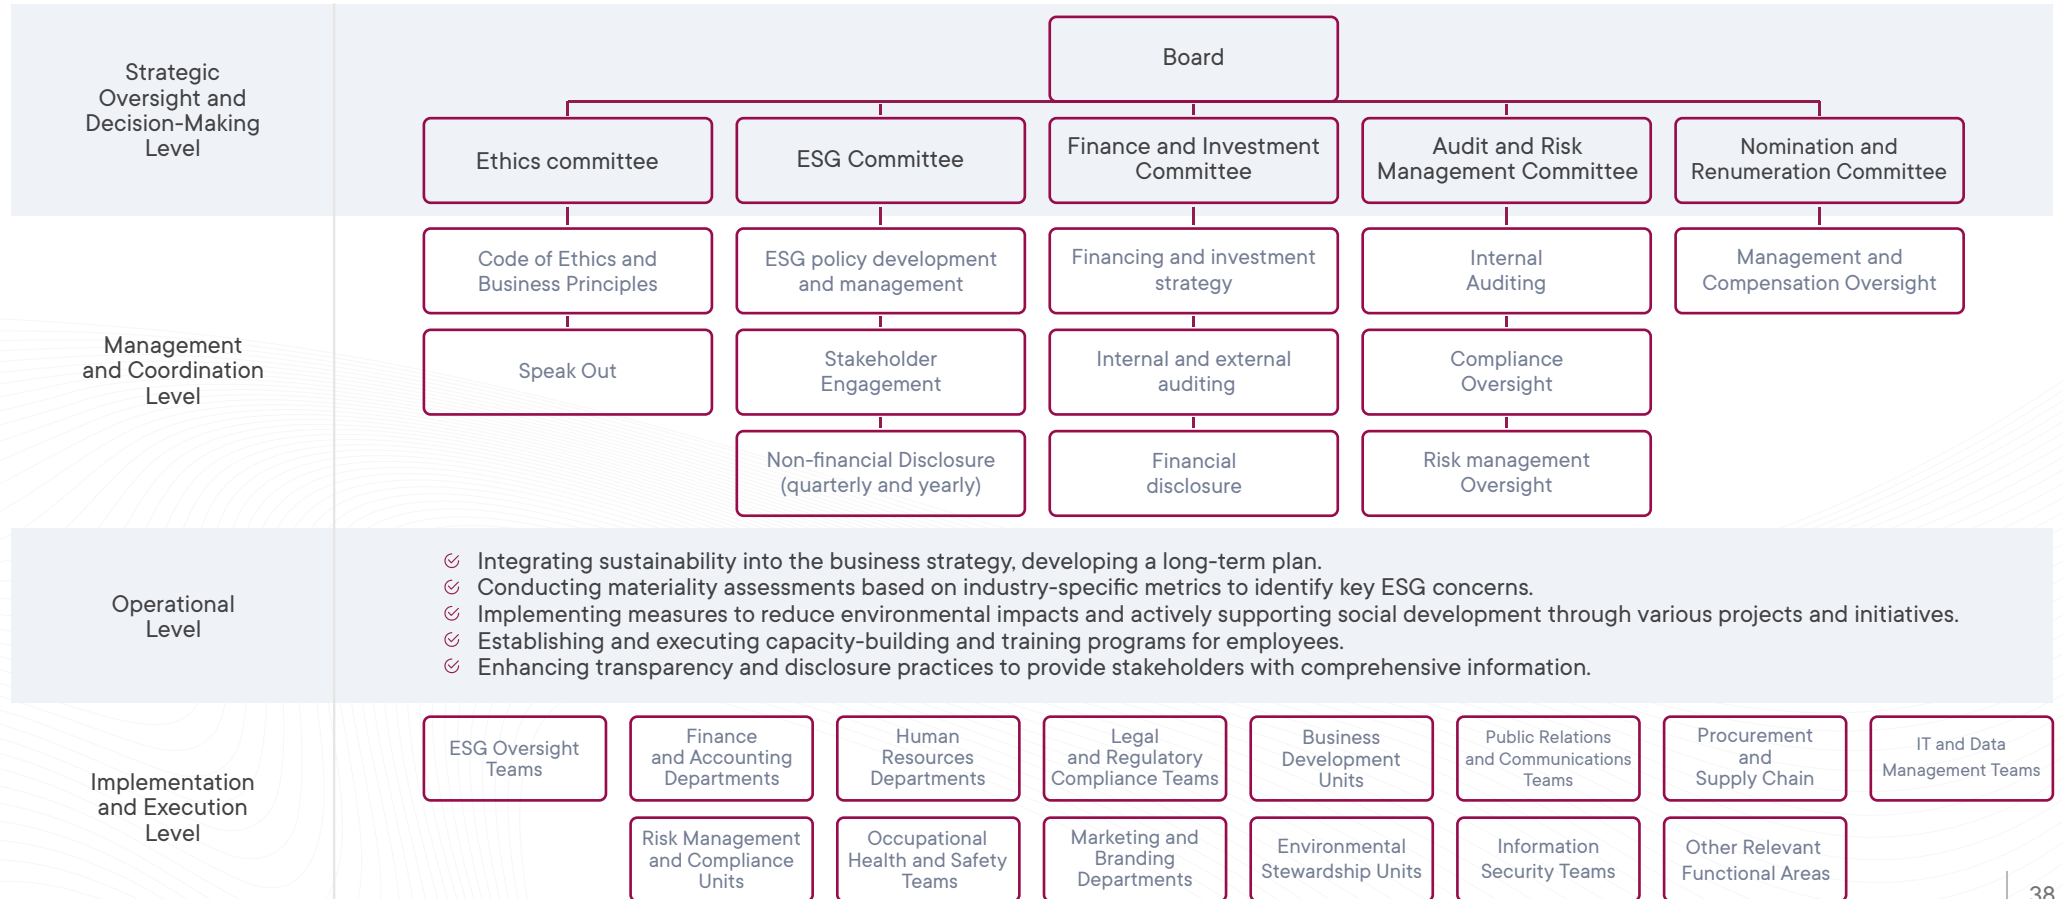 Strategic
Oversight and
Decision-Making
Level
Board
Ethics committee
ESG Committee
Finance and Investment
Committee
Audit and Risk
Management Committee
Nomination and
Renumeration Committee
Management
and Coordination
Level
Code of Ethics and
Business Principles
ESG policy development
and management
Financing and investment
strategy
Internal
Auditing
Management and
Compensation Oversight
Speak Out
Stakeholder
Engagement
Internal and external
auditing
Compliance
Oversight
Non-financial Disclosure
(quarterly and yearly)
Financial
disclosure
Risk management
Oversight
Operational
Level
Integrating sustainability into the business strategy, developing a long-term plan.
Conducting materiality assessments based on industry-specific metrics to identify key ESG concerns.
Implementing measures to reduce environmental impacts and actively supporting social development through various projects and initiatives.
Establishing and executing capacity-building and training programs for employees.
Enhancing transparency and disclosure practices to provide stakeholders with comprehensive information.
Implementation
and Execution
Level
ESG Oversight
Teams
Finance
and Accounting
Departments
Human
Resources
Departments
Legal
and Regulatory
Compliance Teams
Business
Development
Units
Public Relations
and Communications
Teams
Procurement
and
Supply Chain
IT and Data
Management Teams
Risk Management
and Compliance
Units
Occupational
Health and Safety
Teams
Marketing and
Branding
Departments
Environmental
Stewardship Units
Information
Security Teams
Other Relevant
Functional Areas
38